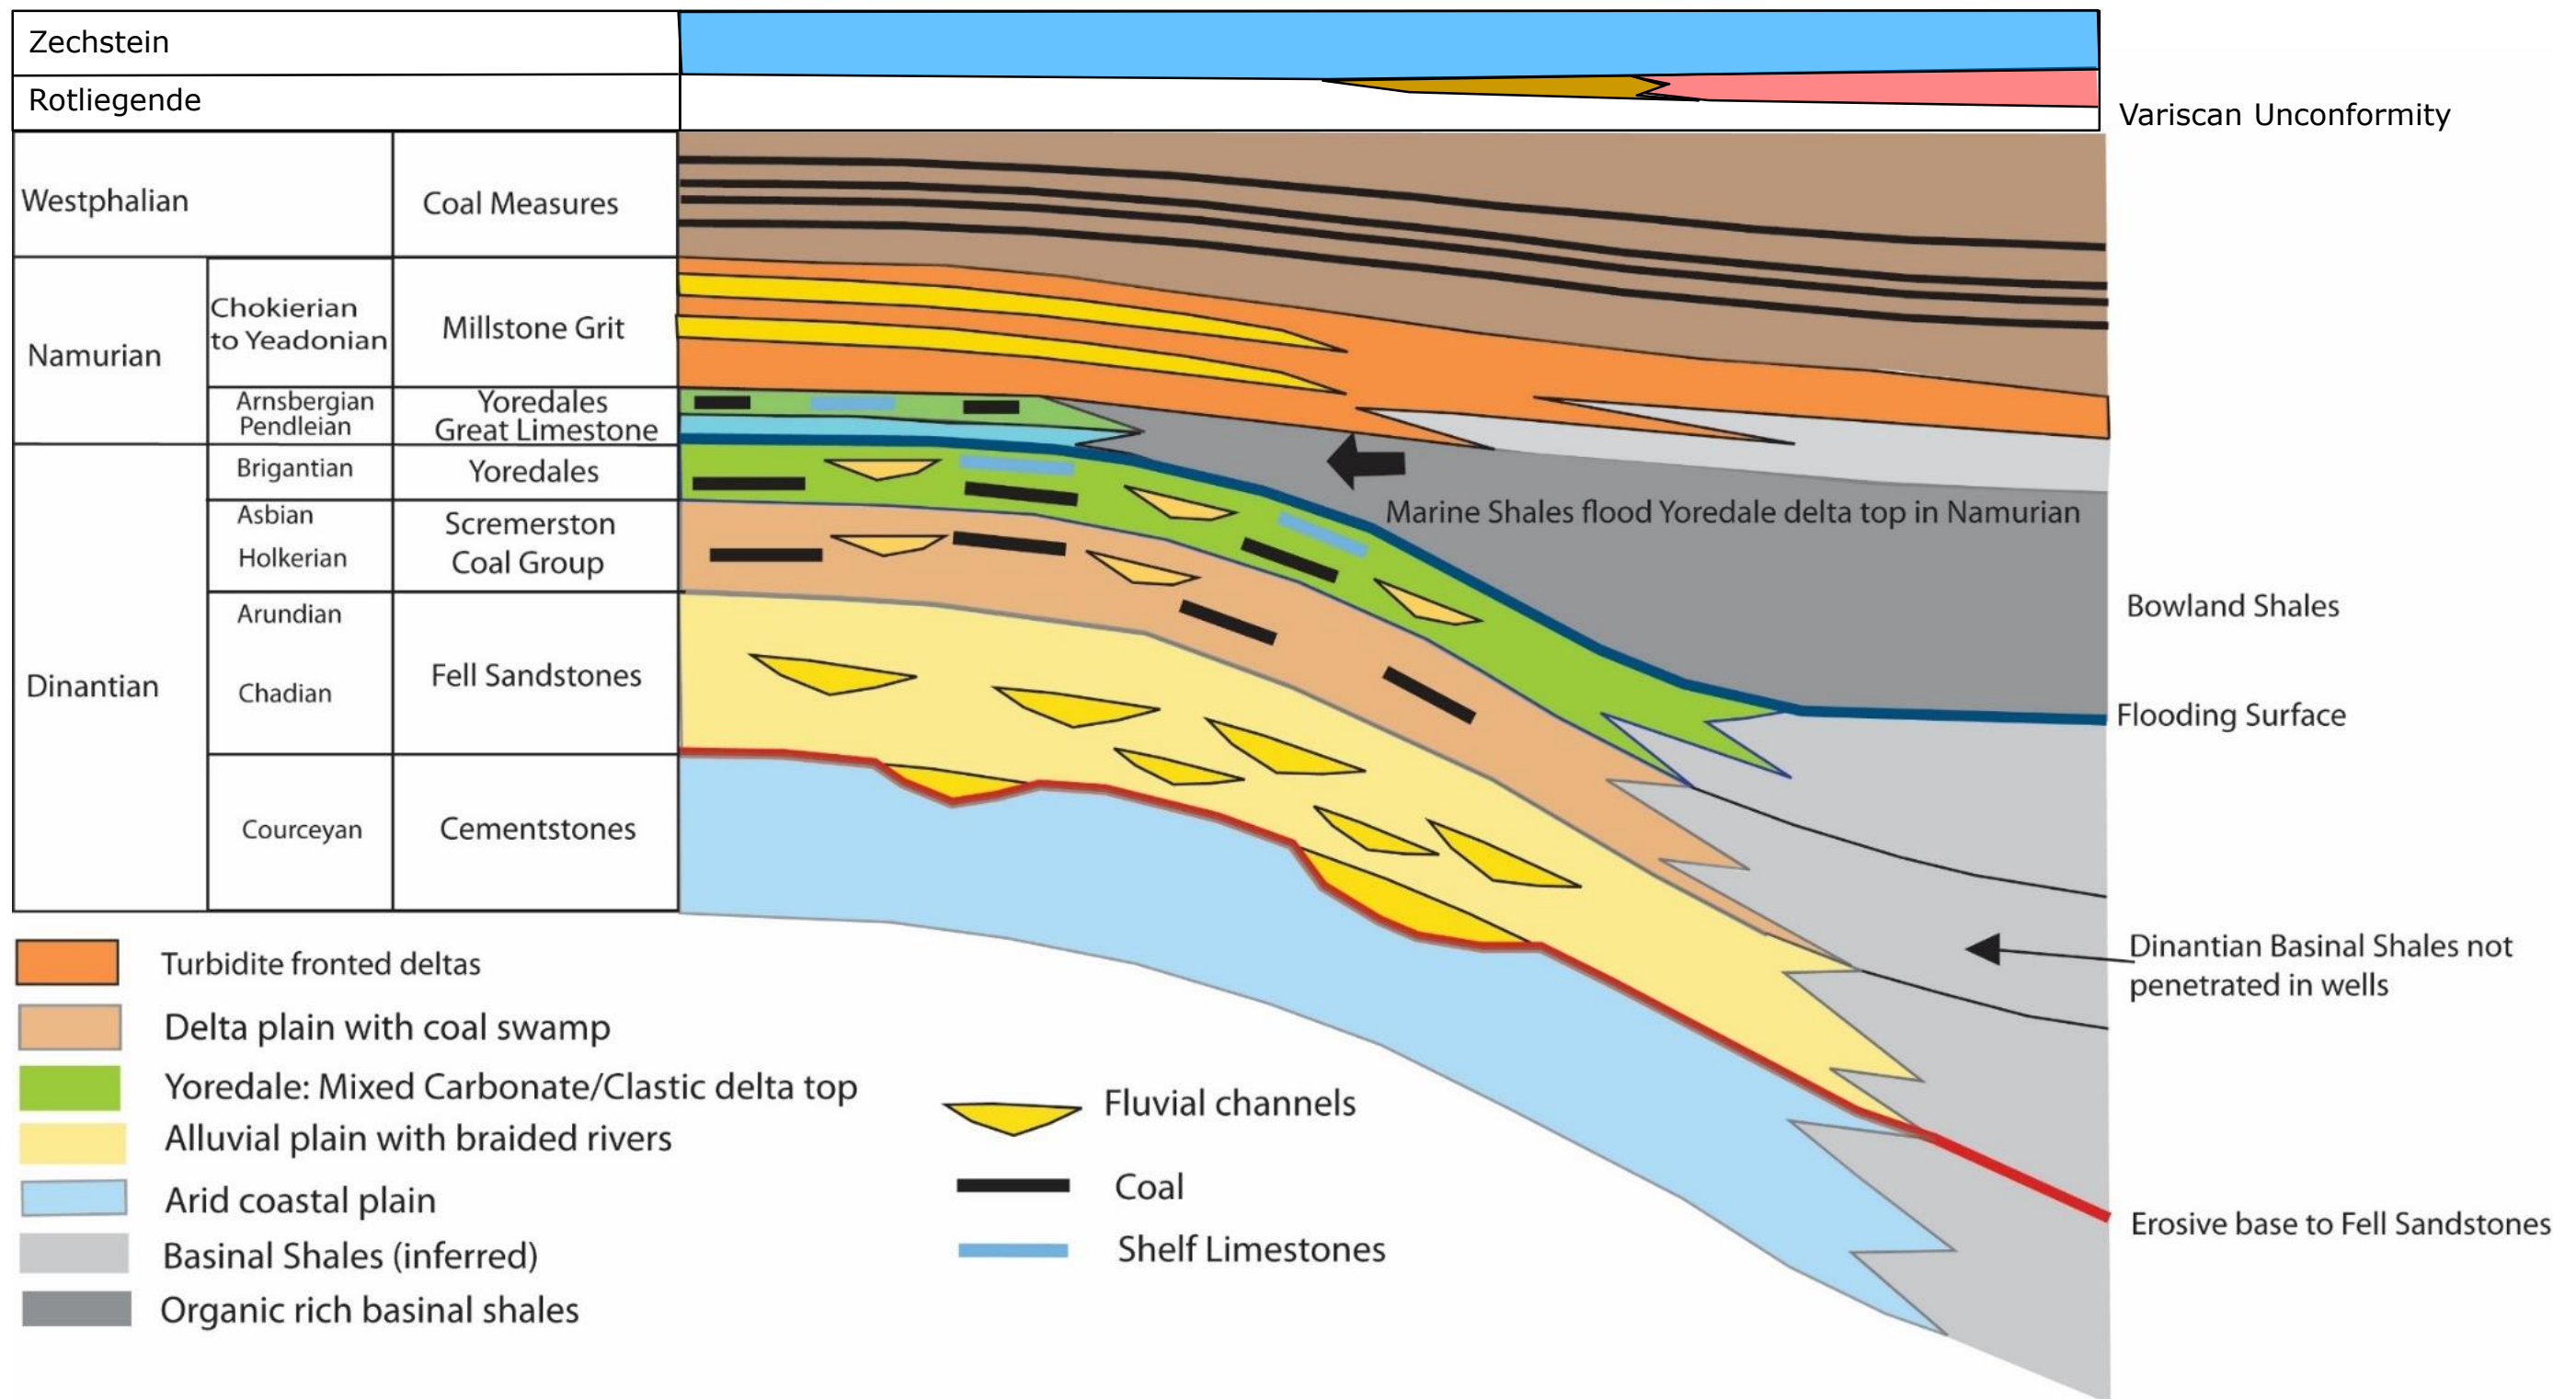 Zechstein
Rotliegende
Variscan Unconformity
Westphalian
Coal Measures
Namurian
Chokierian
to Yeadonian
Millstone Grit
Arnsbergian
Pendleian
Yoredales
Great Limestone
Dinantian
Brigantian
Yoredales
Asbian
Holkerian
Scremerston
Coal Group
Arundian
Chadian
Fell Sandstones
Courceyan
Cementstones
Marine Shales flood Yoredale delta top in Namurian
Bowland Shales
Flooding Surface
Dinantian Basinal Shales not
penetrated in wells
Erosive base to Fell Sandstones
Turbidite fronted deltas
Delta plain with coal swamp
Yoredale: Mixed Carbonate/Clastic delta top
Alluvial plain with braided rivers
Arid coastal plain
Basinal Shales (inferred)
Organic rich basinal shales
Fluvial channels
Coal
Shelf Limestones